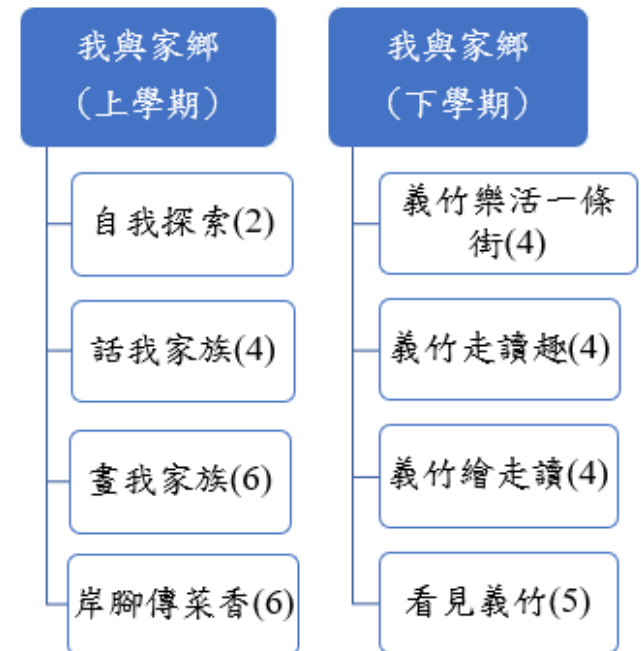 我與家鄉
（上學期）
自我探索(2)
話我家族(4)
畫我家族(6)
岸腳傳菜香(6)
我與家鄉
（下學期）
義竹樂活一條
街(4)
義竹走讀趣(4)
義竹繪走讀(4)
看見義竹(5)